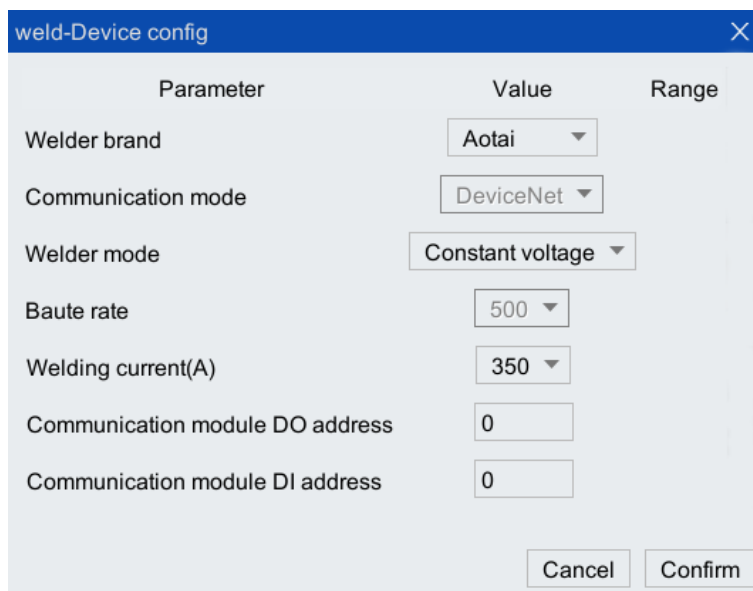 weld-Device config
Parameter Value Range
Welder brand Aotai
Communication mode DeviceNet
Welder mode Constant voltage
Baute rate 500
Welding current(A) 350
Communication module DO address 0
Communication module DI address 0
Cancel Confirm